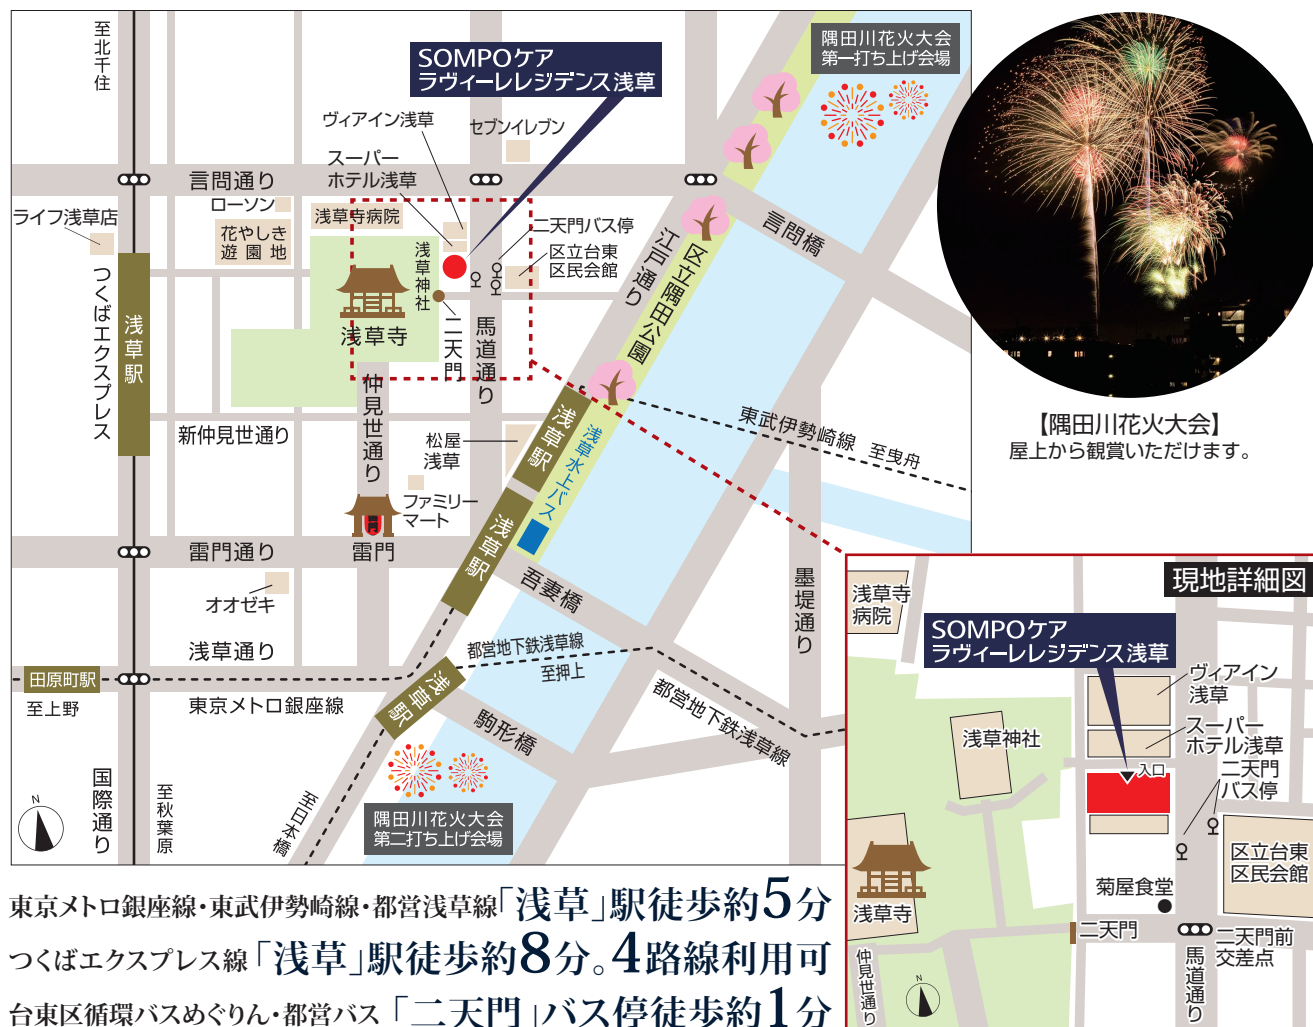 至北千住
SOMPOケア
ラヴィーレレジデンス浅草
隅田川花火大会
第一打ち上げ会場
ヴィアイン浅草
セブンイレブン
スーパー
ホテル浅草
言問通り
ローソン
浅草寺病院
ライフ浅草店
花やしき
遊園地
二天門バス停
区立台東
区民会館
浅草神社
言問橋
江戸通り
区立隅田公園
つくばエクスプレス
浅草駅
浅草寺
二天門
馬道通り
仲見世通り
新仲見世通り
松屋
浅草
浅草駅
浅草水上バス
東武伊勢崎線 至曳舟
ファミリー
マート
雷門
雷門通り
雷門
浅草駅
吾妻橋
墨堤通り
オオゼキ
浅草通り
都営地下鉄浅草線
至押上
田原町駅
至上野
東京メトロ銀座線
浅草駅
駒形橋
都営地下鉄浅草線
国際通り
至秋葉原
至日本橋
隅田川花火大会
第二打ち上げ会場
N
【隅田川花火大会】
屋上から観賞いただけます。
現地詳細図
浅草寺
病院
SOMPOケア
ラヴィーレレジデンス浅草
ヴィアイン
浅草
スーパー
ホテル浅草
浅草神社
入口
二天門
バス停
区立台東
区民会館
浅草寺
菊屋食堂
二天門
二天門前
交差点
仲見世通り
馬道通り
N
東京メトロ銀座線・東武伊勢崎線・都営浅草線「浅草」駅徒歩約5分
つくばエクスプレス線「浅草」駅徒歩約8分。4路線利用可
台東区循環バスめぐりん・都営バス「二天門」バス停徒歩約1分